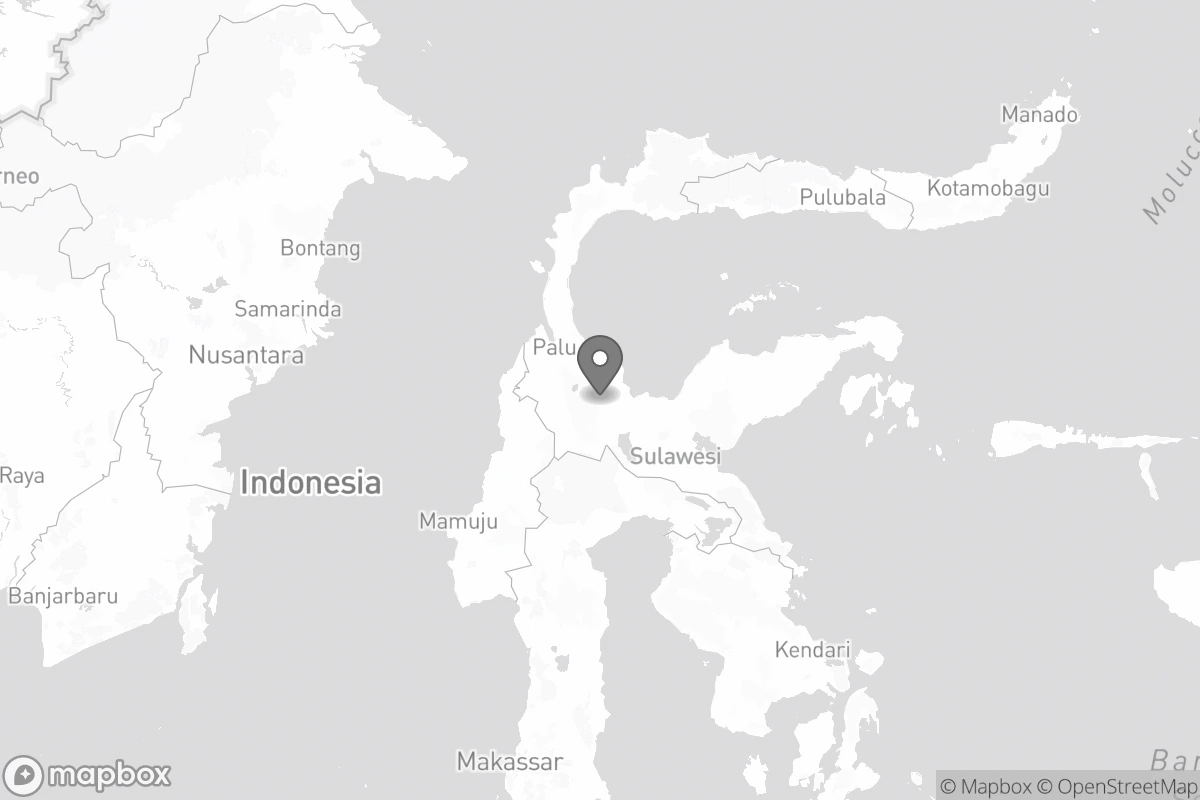 Manado
Molucc
rneo
Kotamobagu
Pulubala
Bontang
Samarinda
Palu
Nusantara
Sulawesi
Raya
Indonesia
Mamuju
Banjarbaru
Kendari
Makassar
Ban
mapbox
© Mapbox © OpenStreetMap